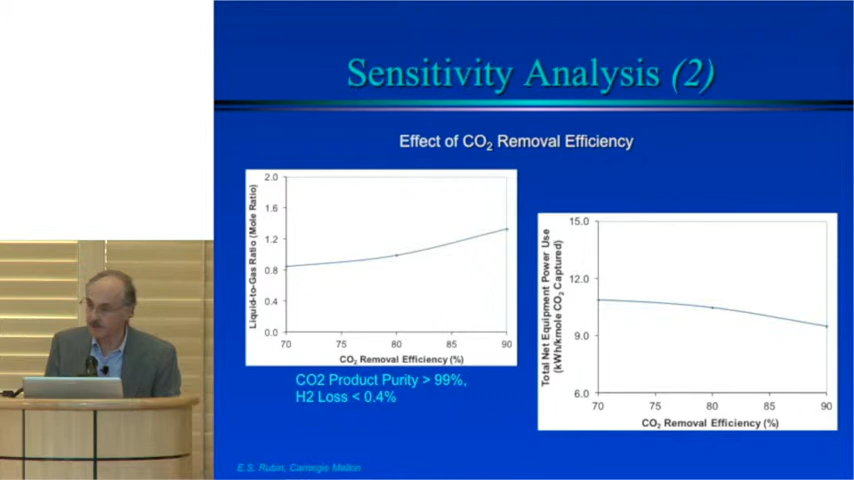 Sensitivity Analysis (2)
Effect of CO2 Removal Efficiency
Liquid-to-Gas Ratio (Mole Ratio)
2.0
1.6
1.2
0.8
0.4
0.0
70
75
80
85
90
CO2 Removal Efficiency (%)
CO2 Product Purity > 99%,
H2 Loss < 0.4%
Total Net Equipment Power Use
(kWh/kmole CO2 Captured)
15.0
12.0
9.0
6.0
70
75
80
85
90
CO2 Removal Efficiency (%)
E.S. Rubin, Carnegie Mellon